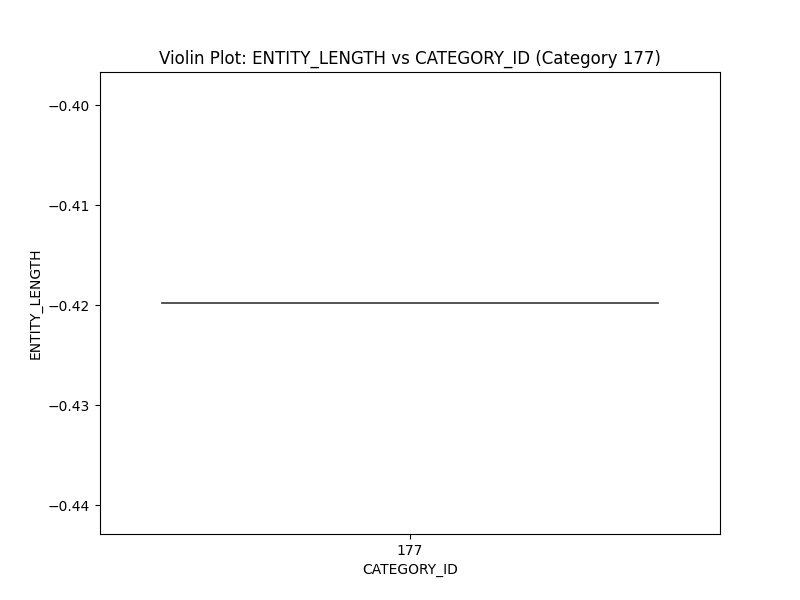 Violin Plot: ENTITY_LENGTH vs CATEGORY_ID (Category 177)
−0.40
−0.41
−0.42
−0.43
−0.44
ENTITY_LENGTH
177
CATEGORY_ID